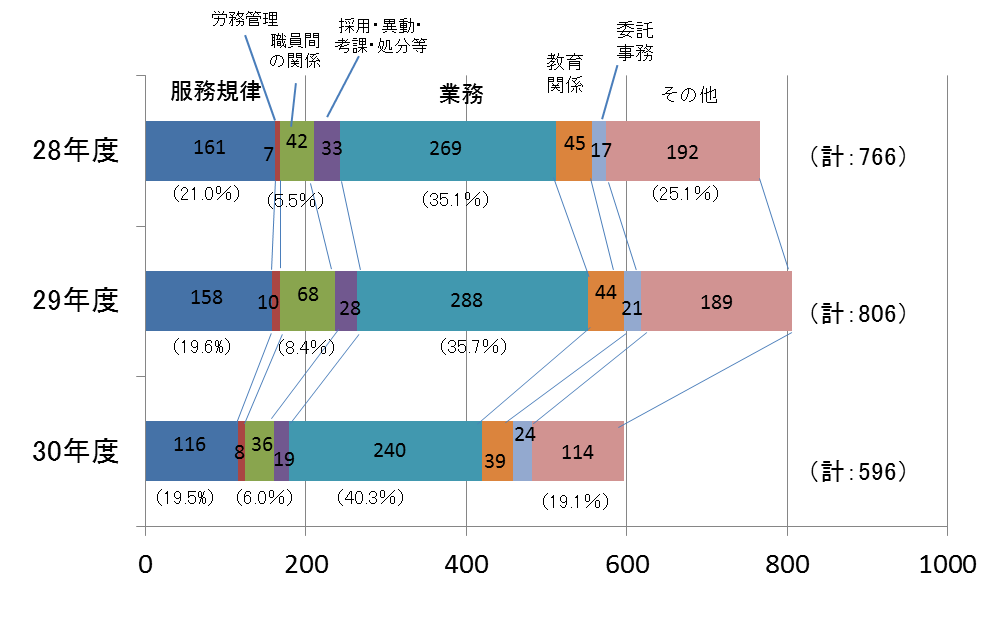 労務管理
職員間
の関係
採用・異動・
考課・処分等
委託
事務
教育
関係
服務規律
業務
その他
28年度
161
7
42
33
269
45
17
192
（計：766）
（21.0％）
（5.5％）
（35.1％）
（25.1％）
29年度
158
10
68
28
288
44
21
189
（計：806）
（19.6％）
（8.4％）
（35.7％）
30年度
116
8
36
19
240
39
24
114
（計：596）
（19.5％）
（6.0％）
（40.3％）
（19.1％）
0
200
400
600
800
1000